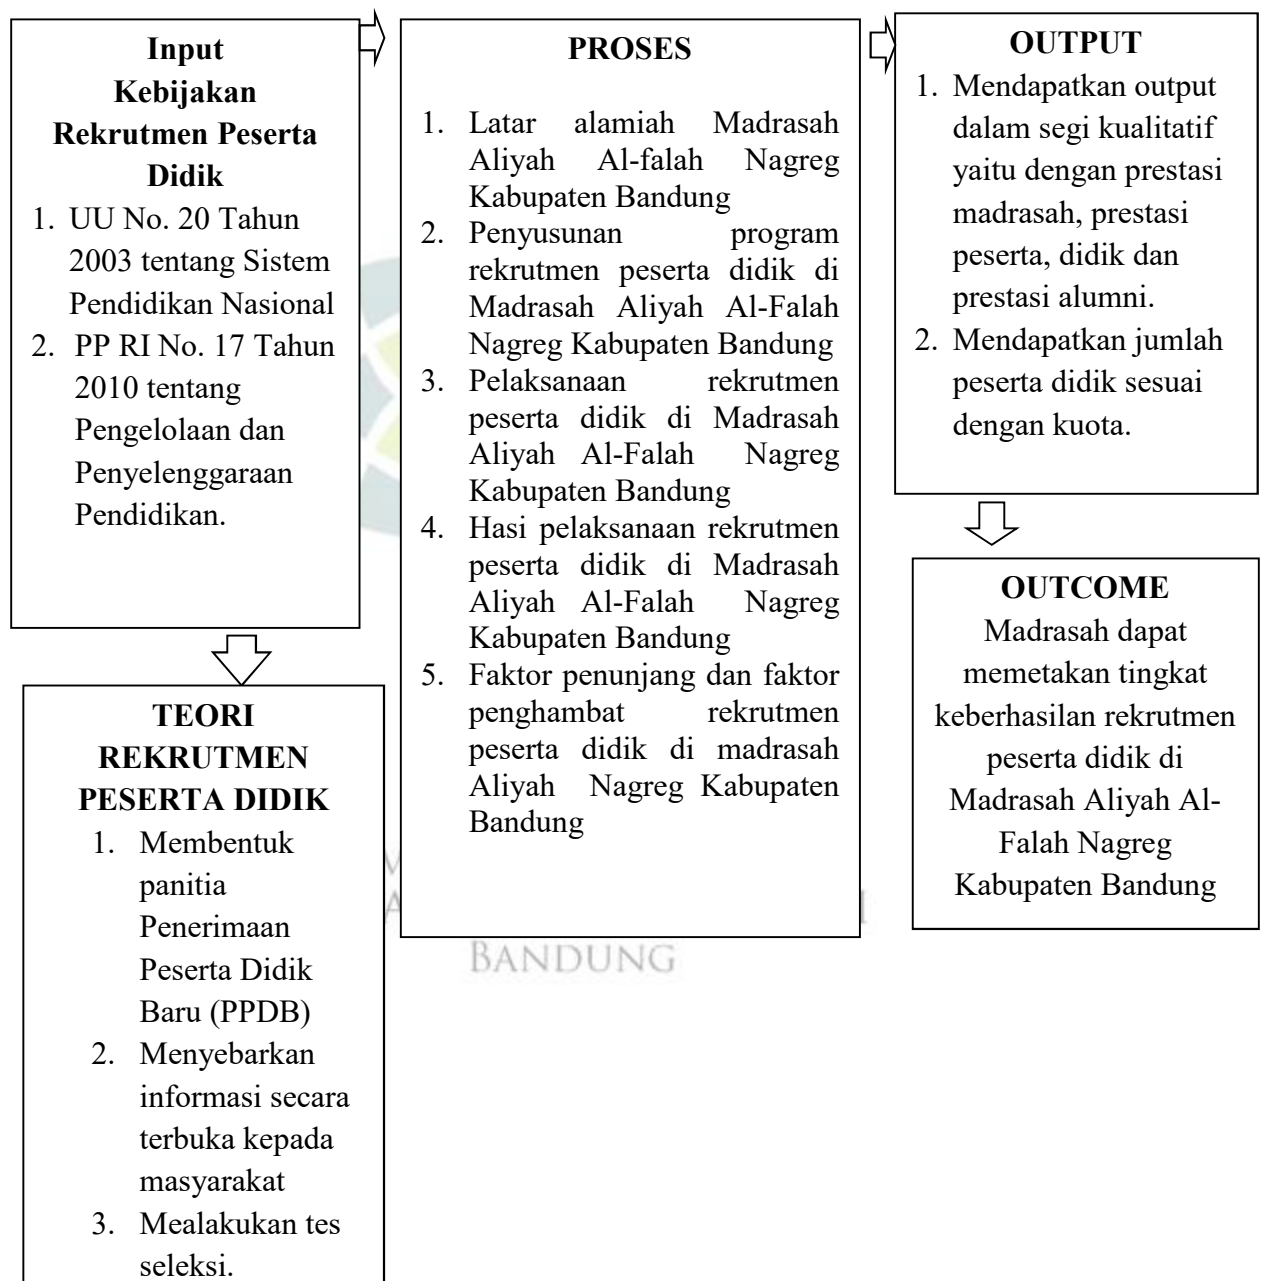 Input
Kebijakan
Rekrutmen Peserta
Didik
1. UU No. 20 Tahun
2003 tentang Sistem
Pendidikan Nasional
2. PP RI No. 17 Tahun
2010 tentang
Pengelolaan dan
Penyelenggaraan
Pendidikan.
TEORI
REKRUTMEN
PESERTA DIDIK
1. Membentuk
panitia
Penerimaan
Peserta Didik
Baru (PPDB)
2. Menyebarkan
informasi secara
terbuka kepada
masyarakat
3. Mealakukan tes
seleksi.
PROSES
1. Latar alamiah Madrasah
Aliyah Al-falah Nagreg
Kabupaten Bandung
2. Penyusunan program
rekrutmen peserta didik di
Madrasah Aliyah Al-Falah
Nagreg Kabupaten Bandung
3. Pelaksanaan rekrutmen
peserta didik di Madrasah
Aliyah Al-Falah Nagreg
Kabupaten Bandung
4. Hasi pelaksanaan rekrutmen
peserta didik di Madrasah
Aliyah Al-Falah Nagreg
Kabupaten Bandung
5. Faktor penunjang dan faktor
penghambat rekrutmen
peserta didik di madrasah
Aliyah Nagreg Kabupaten
Bandung
BANDUNG
OUTPUT
1. Mendapatkan output
dalam segi kualitatif
yaitu dengan prestasi
madrasah, prestasi
peserta, didik dan
prestasi alumni.
2. Mendapatkan jumlah
peserta didik sesuai
dengan kuota.
OUTCOME
Madrasah dapat
memetakan tingkat
keberhasilan rekrutmen
peserta didik di
Madrasah Aliyah Al-
Falah Nagreg
Kabupaten Bandung